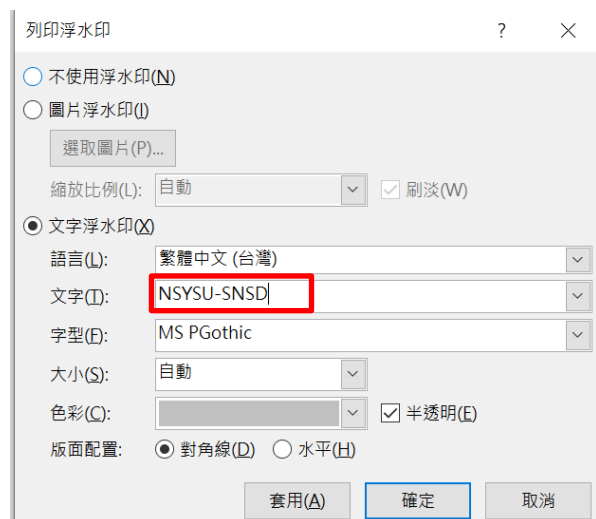 列印浮水印 ? ×
不使用浮水印(N)
圖片浮水印(I)
選取圖片(P)...
縮放比例(L): 自動 刷淡(W)
文字浮水印(X)
語言(L): 繁體中文 (台灣)
文字(T): NSYSU-SNSD
字型(F): MS PGothic
大小(S): 自動
色彩(C): 半透明(E)
版面配置: 對角線(D) 水平(H)
套用(A) 確定 取消